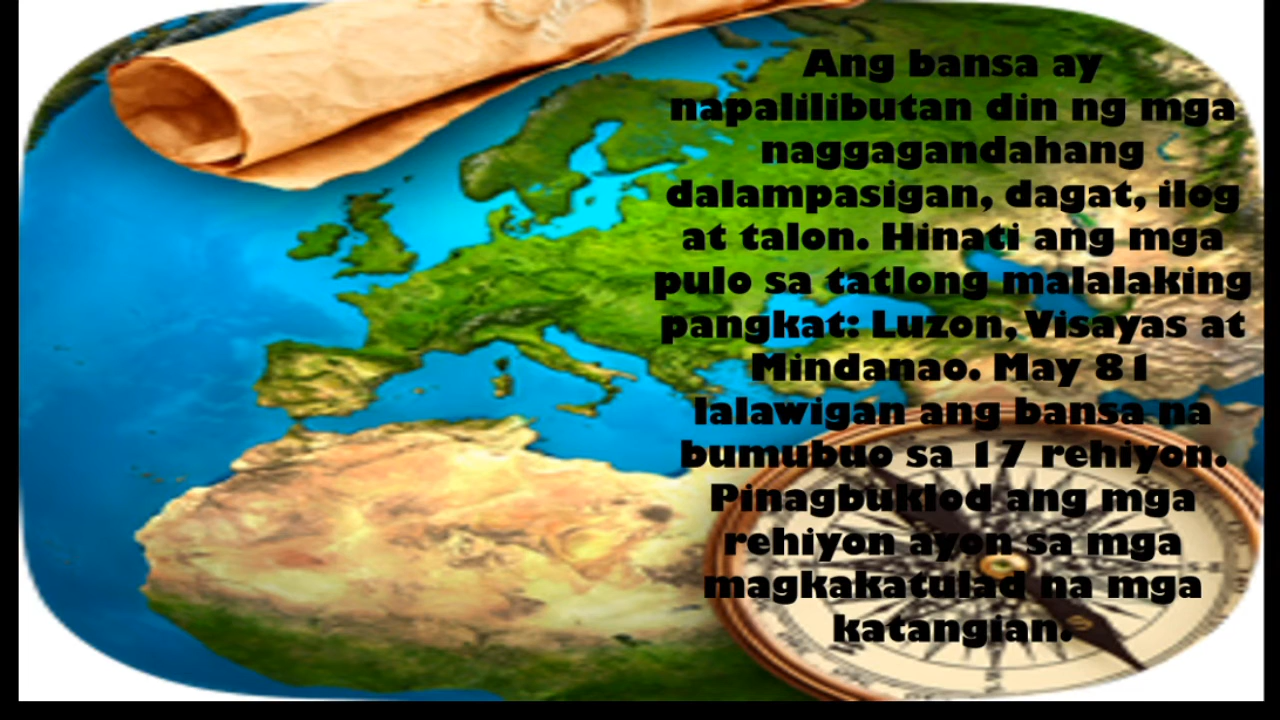 Ang bansa ay
napalilibutan din ng mga
naggagandahang
dalampasigan, dagat, ilog
at talon. Hinati ang mga
pulo sa tatlong malalaking
pangkat: Luzon, Visayas at
Mindanao. May 81
lalawigan ang bansa na
bumubuo sa 17 rehiyon.
Pinagbuklod ang mga
rehiyon ayon sa mga
magkakatulad na mga
katangian.